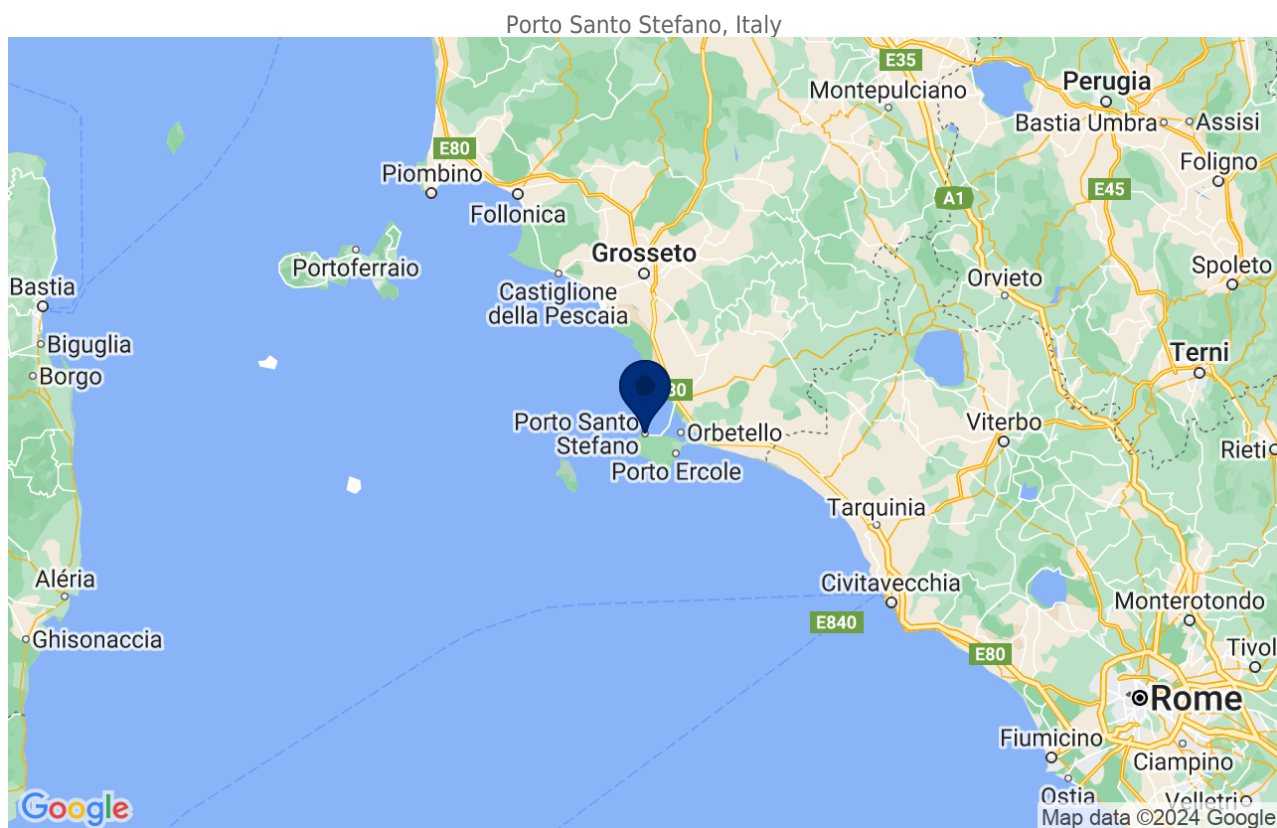 Porto Santo Stefano, Italy
E35
Montepulciano
Perugia
Bastia Umbra
Assisi
E80
Piombino
Follonica
Foligno
E45
A1
Grosseto
Portoferraio
Castiglione
della Pescaia
Orvieto
Spoleto
Bastia
Biguglia
Borgo
Terni
30
Porto Santo
Stefano
Orbetello
Porto Ercole
Viterbo
Rieti
Tarquinia
Aléria
Civitavecchia
Monterotondo
E840
Ghisonaccia
E80
Tivol
Rome
Fiumicino
Ciampino
Ostia
Velletri
Google
Map data ©2024 Google